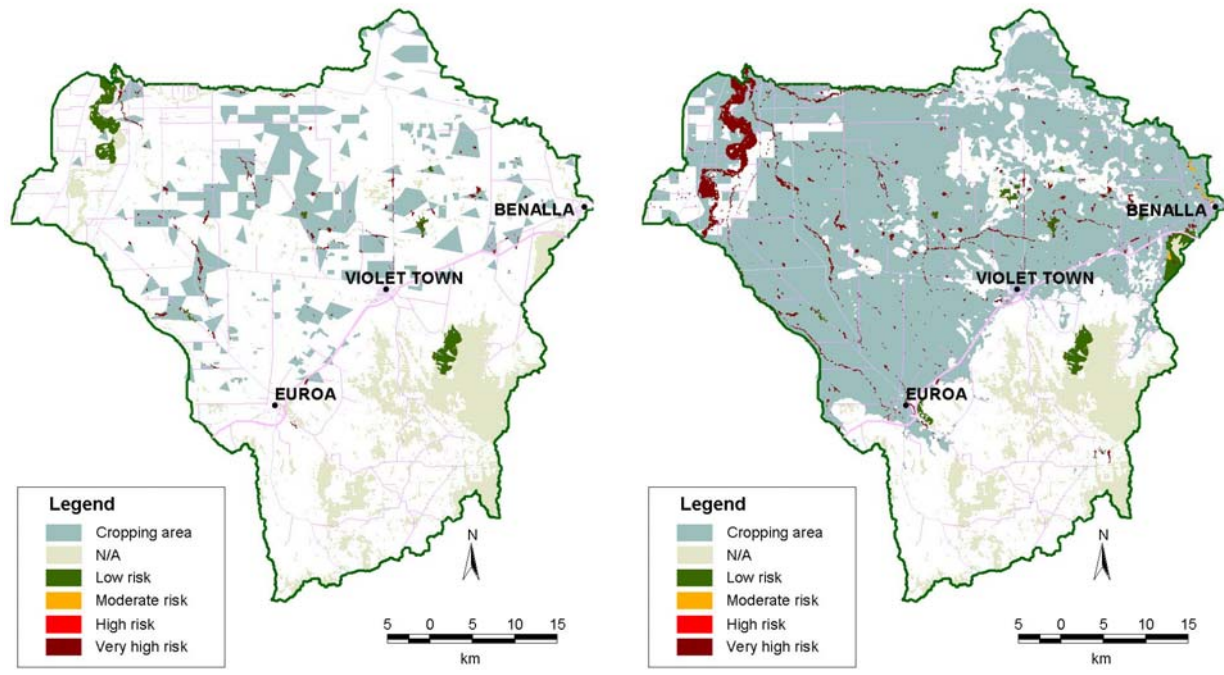 BENALLA
VIOLET TOWN
EUROA
Legend
Cropping area
N/A
Low risk
Moderate risk
High risk
Very high risk
N
5 0 5 10 15
km
BENALLA
VIOLET TOWN
EUROA
Legend
Cropping area
N/A
Low risk
Moderate risk
High risk
Very high risk
N
5 0 5 10 15
km